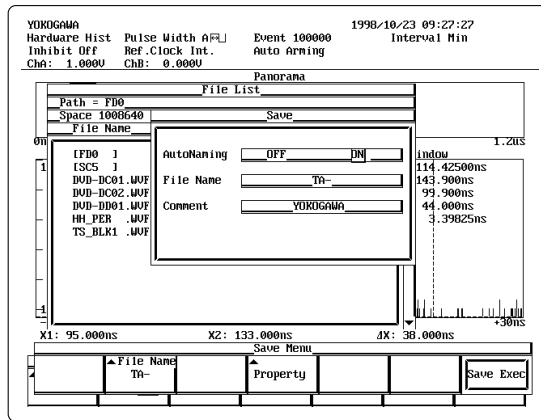 YOKOGAWA 1998/10/23 09:27:27
Hardware Hist Pulse Width A Event 100000 Interval Min
Inhibit Off Ref.Clock Int. Auto Arming
ChA: 1.000V ChB: 0.000V
Panorama
File List
Path = FD0
Space 1008640
Save
File Name
0n 1.2us
[FD0 ] AutoNaming OFF ON indow
1 [SC5 ] 114.42500ns
DVD-DC01.WVF File Name TA- 143.900ns
DVD-DC02.WVF 99.900ns
DVD-DD01.WVF Comment YOKOGAWA 44.000ns
HH_PER .WVF 3.39825ns
TS_BLK1 .WVF
1
+30ns
X1: 95.000ns X2: 133.000ns ΔX: 38.000ns
Save Menu
File Name
TA- Property Save Exec